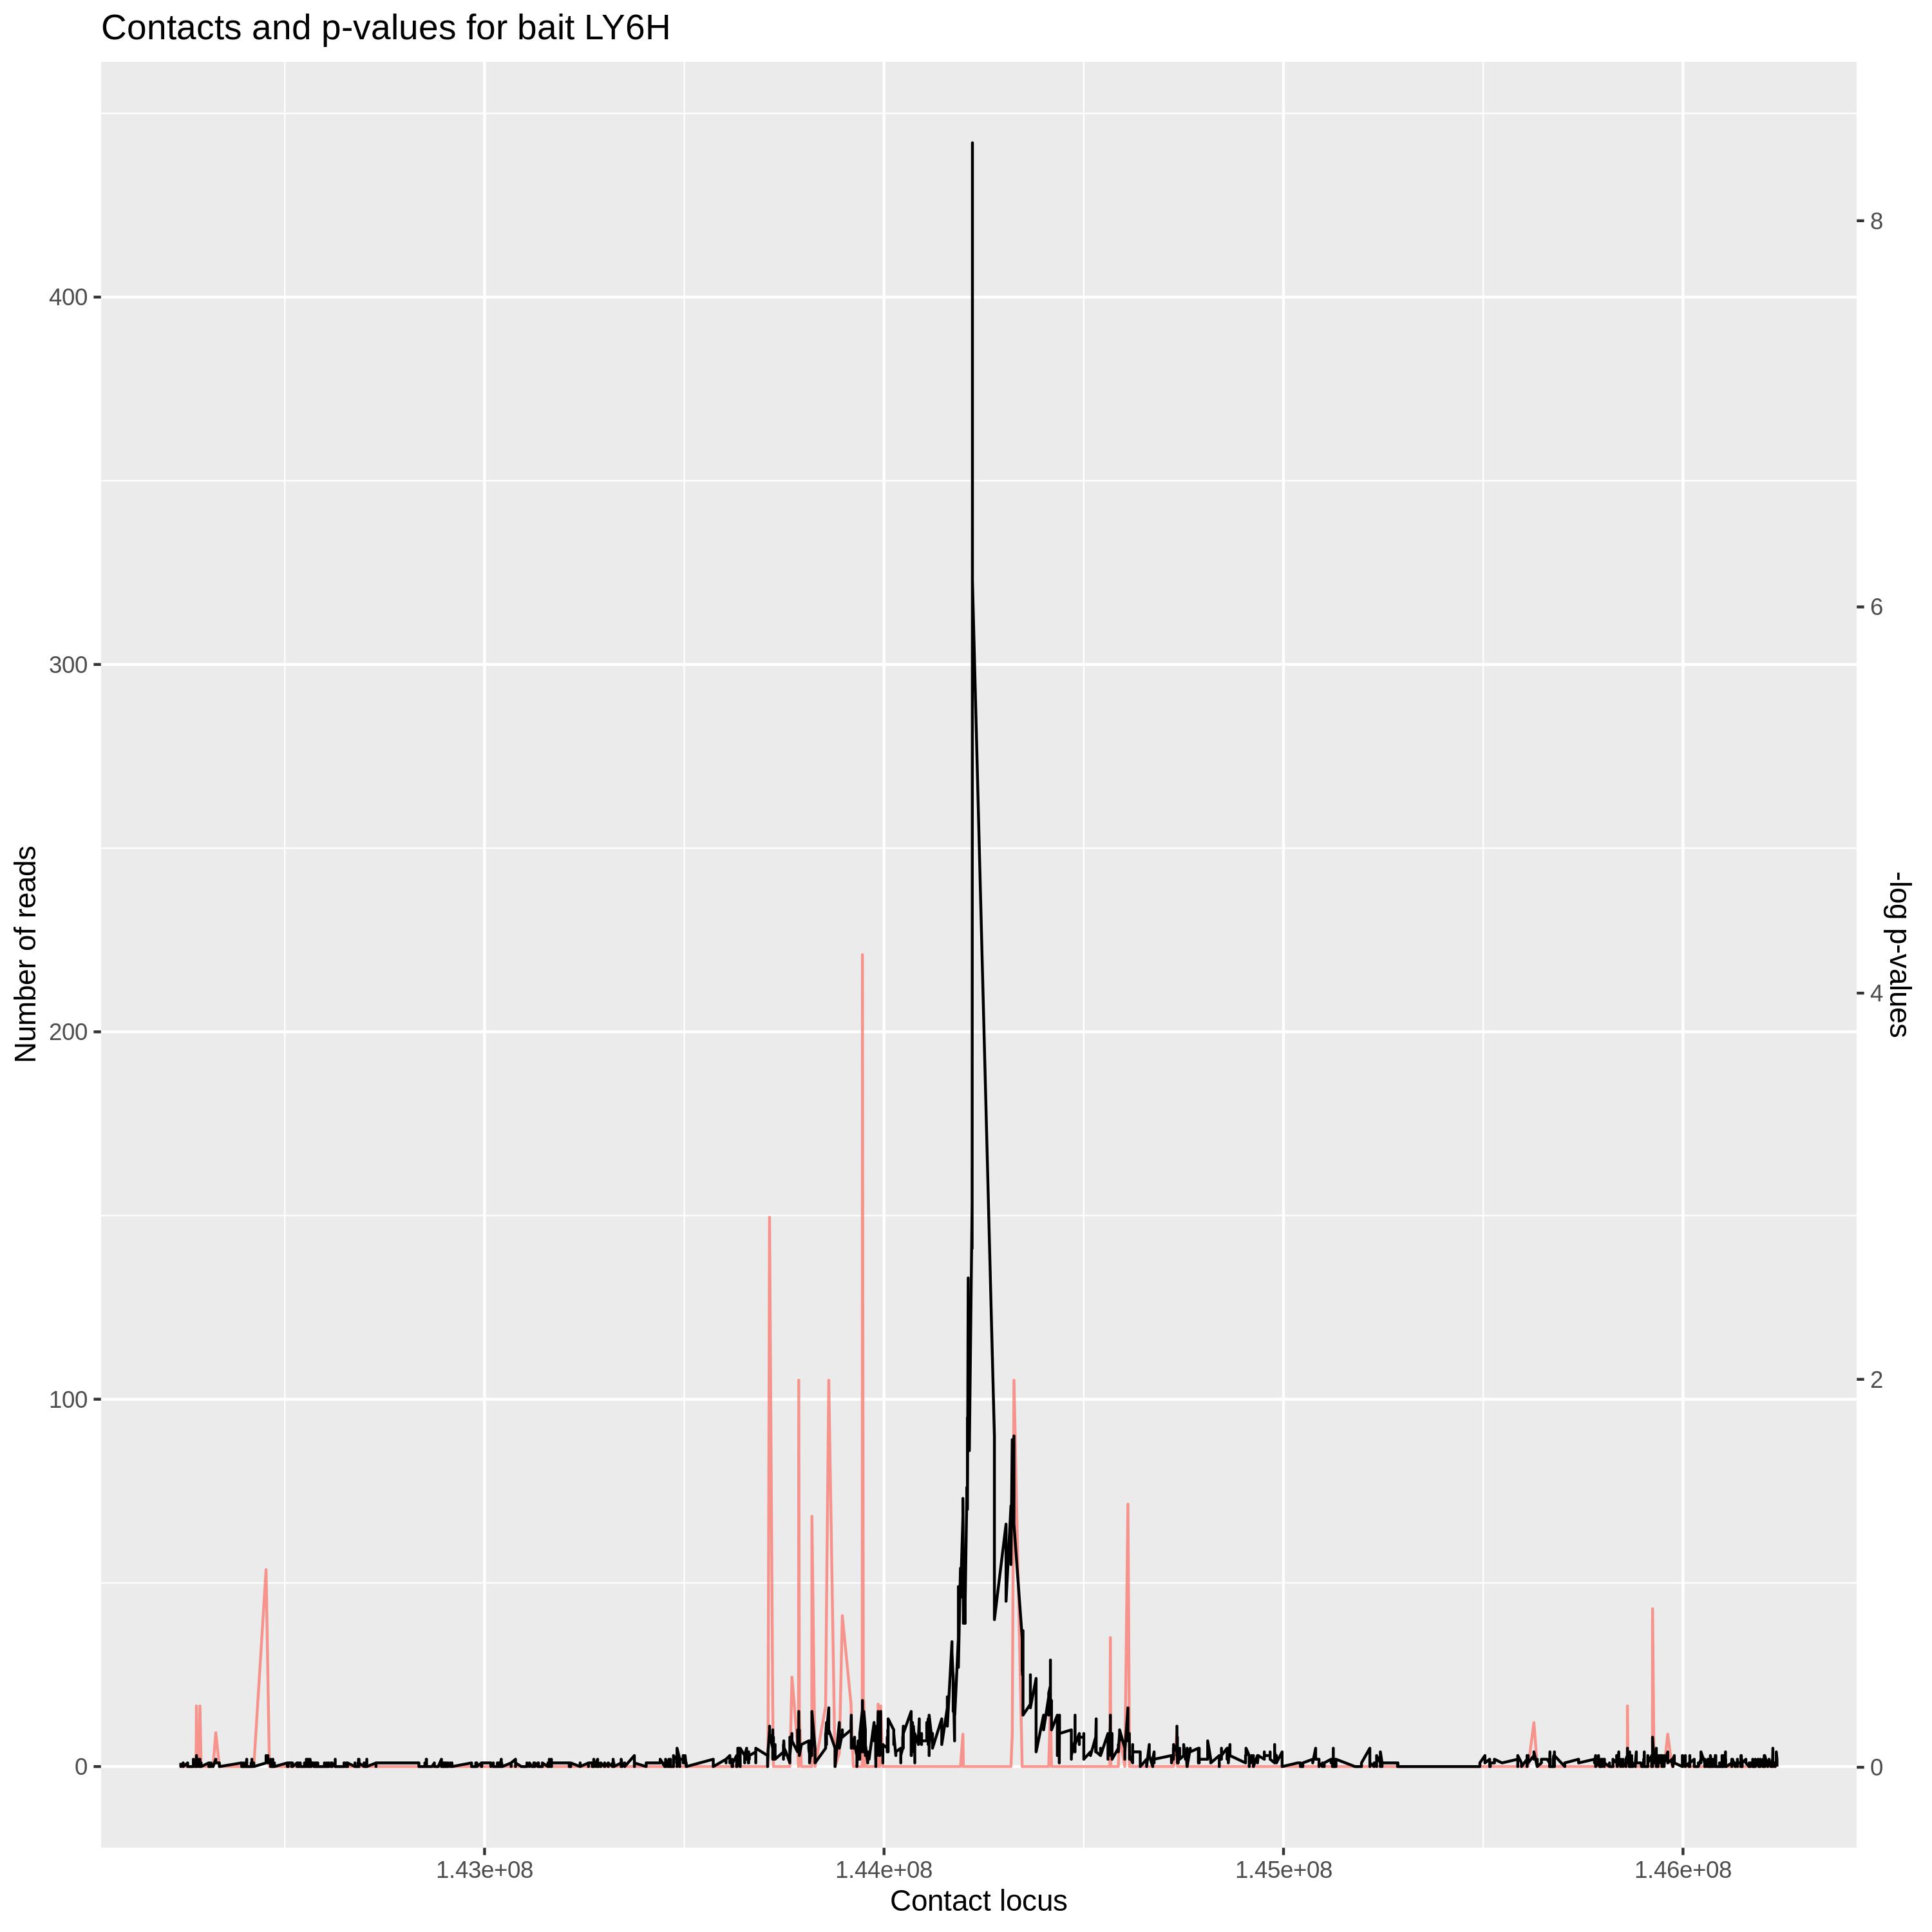 Contacts and p-values for bait LY6H
Number of reads
400
300
200
100
0
8
6
4
2
0
-log p-values
1.43e+08
1.44e+08
1.45e+08
1.46e+08
Contact locus